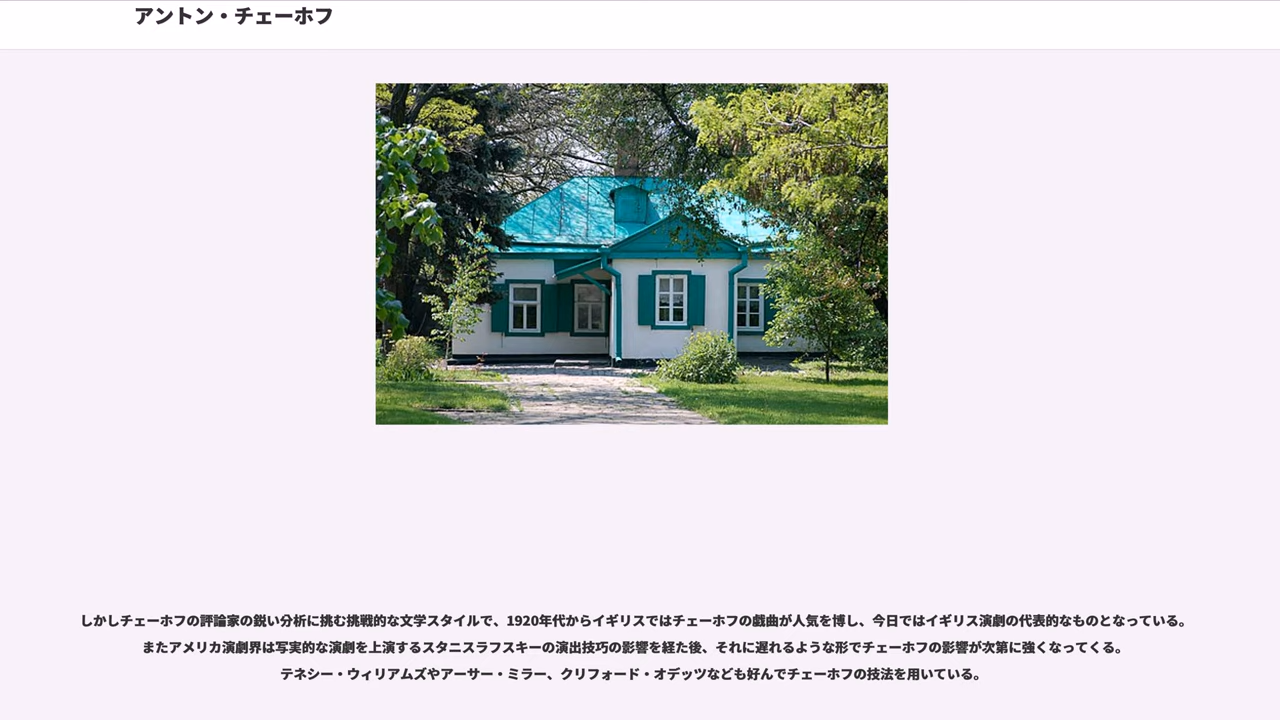 アントン・チェーホフ
しかしチェーホフの評論家の鋭い分析に挑む挑戦的な文学スタイルで、1920年代からイギリスではチェーホフの戯曲が人気を博し、今日ではイギリス演劇の代表的なものとなっている。
またアメリカ演劇界は写実的な演劇を上演するスタニスラフスキーの演出技巧の影響を経た後、それに遅れるような形でチェーホフの影響が次第に強くなってくる。
テネシー・ウィリアムズやアーサー・ミラー、クリフォード・オデッツなども好んでチェーホフの技法を用いている。